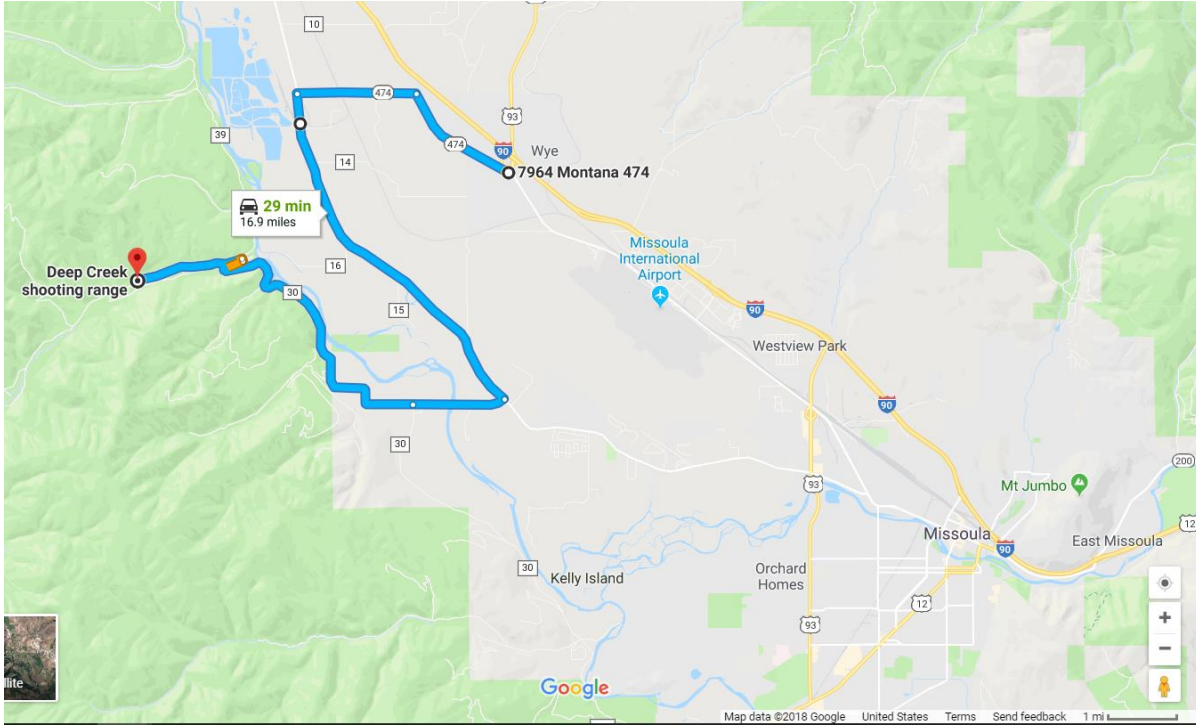 10
474
93
39
474
90
Wye
7964 Montana 474
14
29 min
16.9 miles
Missoula
International
Airport
Deep Creek
shooting range
16
30
15
90
Westview Park
90
30
200
93
Mt Jumbo
12
Missoula
East Missoula
90
30
Kelly Island
Orchard
Homes
12
93
llite
Google
Map data ©2018 Google United States Terms Send feedback 1 mi